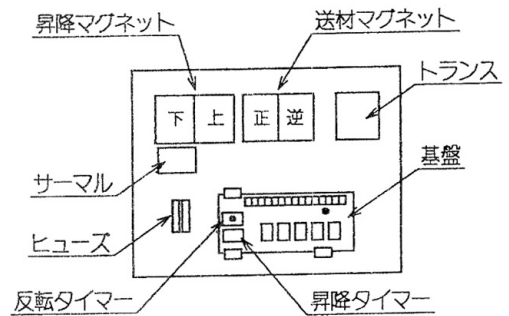 昇降マグネット
送材マグネット
トランス
下 上 正 逆
サーマル
基盤
ヒューズ
反転タイマー
昇降タイマー